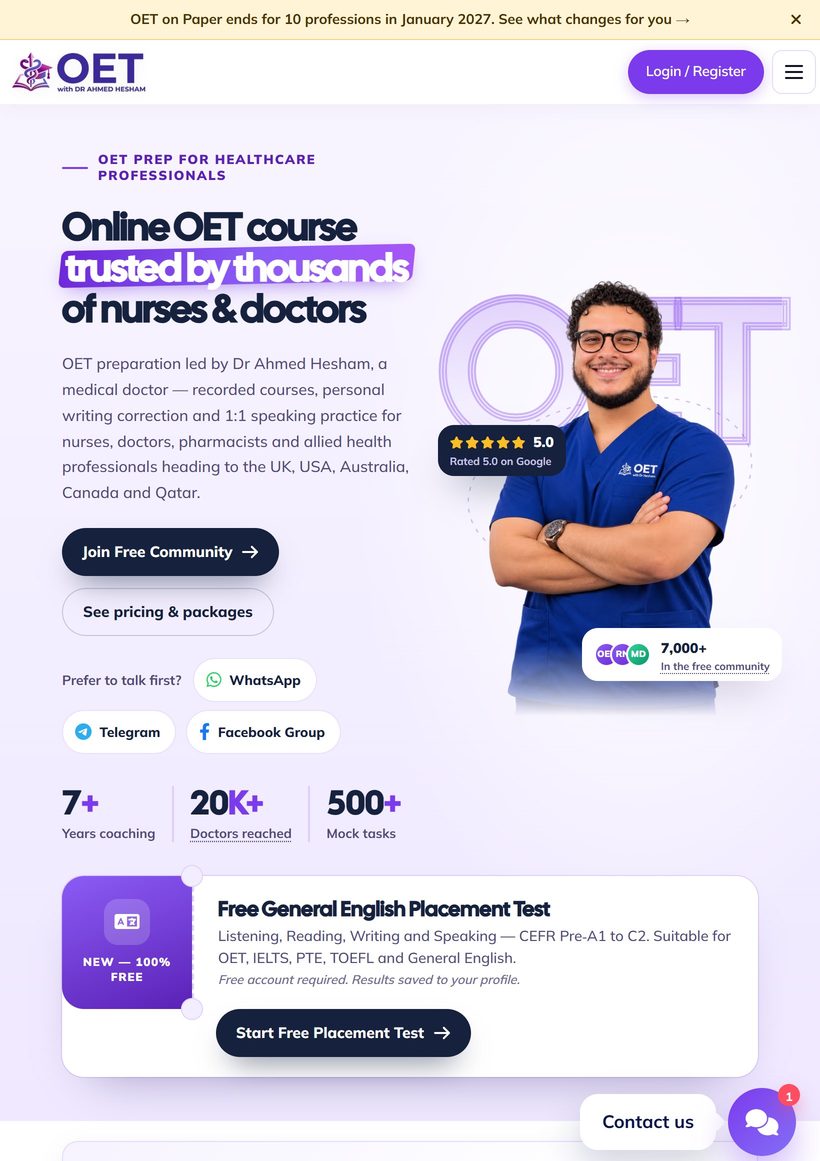 OET on Paper ends for 10 professions in January 2027. See what changes for you →
OET
with DR AHMED HESHAM
Login / Register
OET PREP FOR HEALTHCARE
PROFESSIONALS
Online OET course
trusted by thousands
of nurses & doctors
OET preparation led by Dr Ahmed Hesham, a
medical doctor — recorded courses, personal
writing correction and 1:1 speaking practice for
nurses, doctors, pharmacists and allied health
professionals heading to the UK, USA, Australia,
Canada and Qatar.
Join Free Community →
See pricing & packages
Prefer to talk first?
WhatsApp
Telegram
Facebook Group
OET
5.0
Rated 5.0 on Google
OET
with Dr Ahmed Hesham
OE RN MD
7,000+
In the free community
7+
Years coaching
20K+
Doctors reached
500+
Mock tasks
NEW — 100%
FREE
Free General English Placement Test
Listening, Reading, Writing and Speaking — CEFR Pre-A1 to C2. Suitable for
OET, IELTS, PTE, TOEFL and General English.
Free account required. Results saved to your profile.
Start Free Placement Test →
Contact us
1